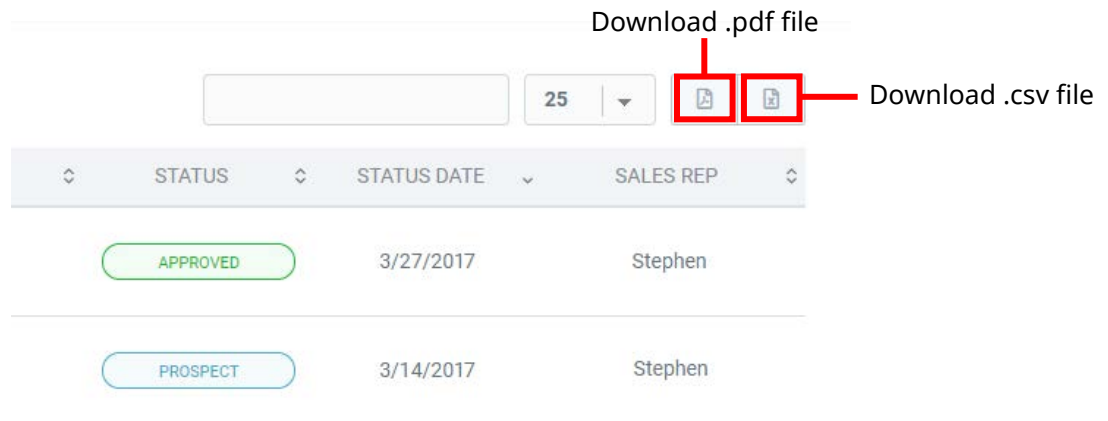 Download .pdf file
25
Download .csv file
STATUS STATUS DATE SALES REP
APPROVED 3/27/2017 Stephen
PROSPECT 3/14/2017 Stephen